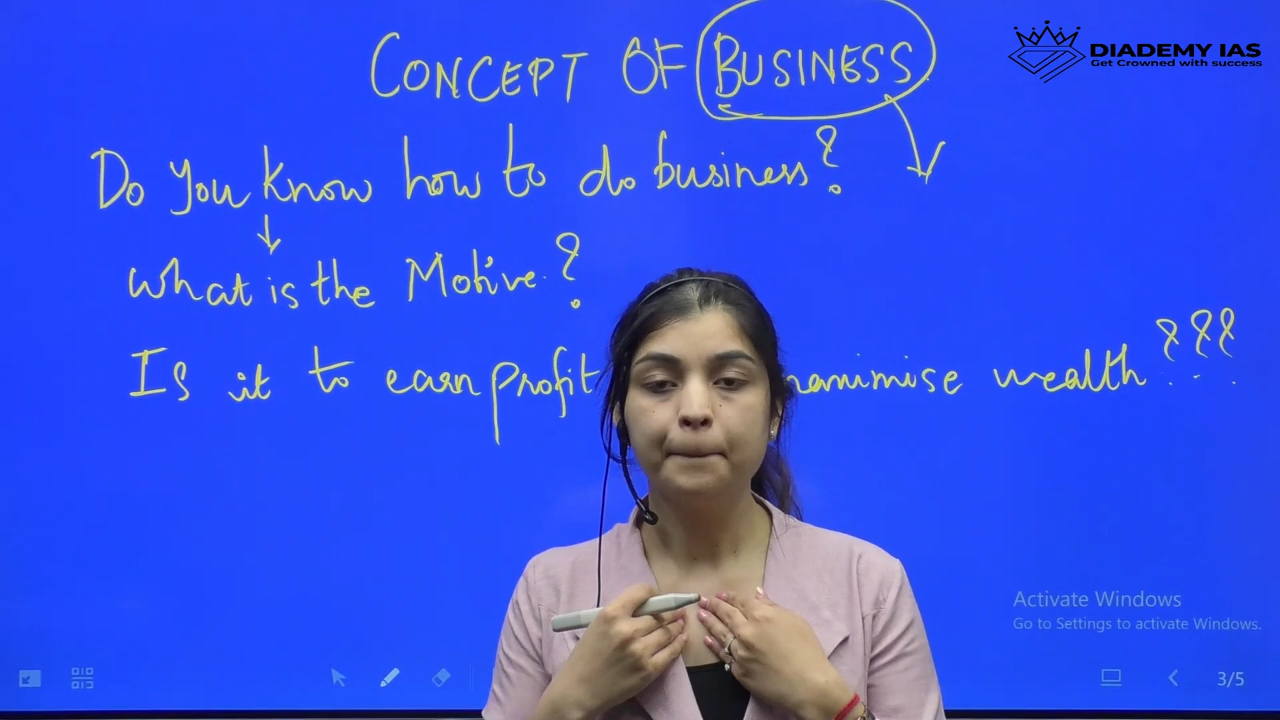 CONCEPT OF BUSINESS
DIADEMY IAS
Get Crowned with success
Do you know how to do business?
What is the Motive?
Is it to earn profit wealth???
Activate Windows
Go to Settings to activate Windows.
3/5